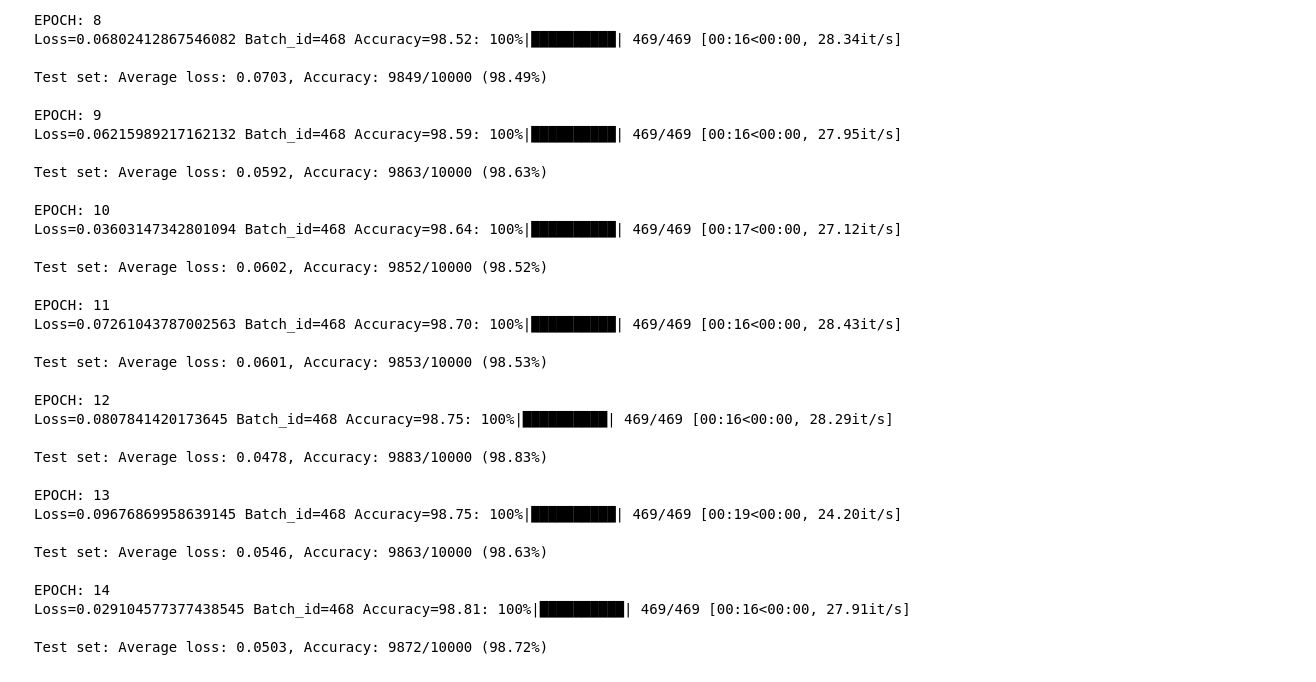 EPOCH: 8
Loss=0.06802412867546082 Batch_id=468 Accuracy=98.52: 100%|██████████| 469/469 [00:16<00:00, 28.34it/s]
Test set: Average loss: 0.0703, Accuracy: 9849/10000 (98.49%)
EPOCH: 9
Loss=0.06215989217162132 Batch_id=468 Accuracy=98.59: 100%|██████████| 469/469 [00:16<00:00, 27.95it/s]
Test set: Average loss: 0.0592, Accuracy: 9863/10000 (98.63%)
EPOCH: 10
Loss=0.03603147342801094 Batch_id=468 Accuracy=98.64: 100%|██████████| 469/469 [00:17<00:00, 27.12it/s]
Test set: Average loss: 0.0602, Accuracy: 9852/10000 (98.52%)
EPOCH: 11
Loss=0.07261043787002563 Batch_id=468 Accuracy=98.70: 100%|██████████| 469/469 [00:16<00:00, 28.43it/s]
Test set: Average loss: 0.0601, Accuracy: 9853/10000 (98.53%)
EPOCH: 12
Loss=0.0807841420173645 Batch_id=468 Accuracy=98.75: 100%|██████████| 469/469 [00:16<00:00, 28.29it/s]
Test set: Average loss: 0.0478, Accuracy: 9883/10000 (98.83%)
EPOCH: 13
Loss=0.09676869958639145 Batch_id=468 Accuracy=98.75: 100%|██████████| 469/469 [00:19<00:00, 24.20it/s]
Test set: Average loss: 0.0546, Accuracy: 9863/10000 (98.63%)
EPOCH: 14
Loss=0.029104577377438545 Batch_id=468 Accuracy=98.81: 100%|██████████| 469/469 [00:16<00:00, 27.91it/s]
Test set: Average loss: 0.0503, Accuracy: 9872/10000 (98.72%)